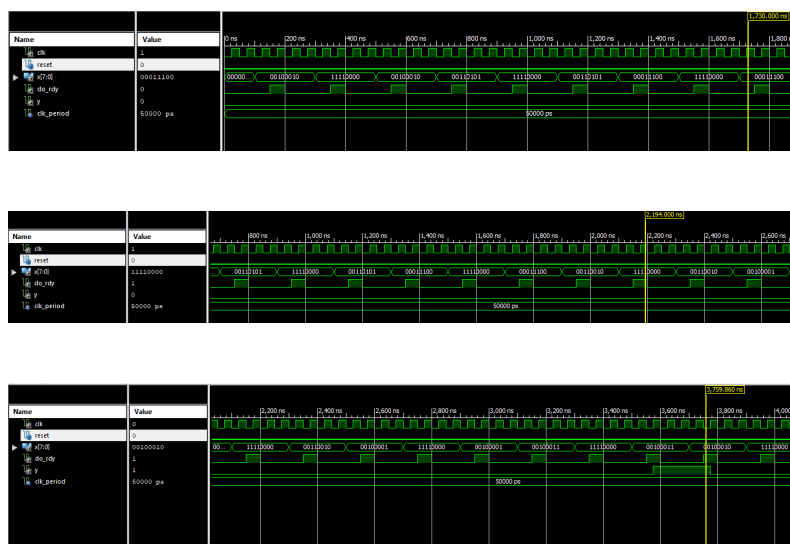 1,730.000 ns
Name Value 0 ns 200 ns 400 ns 600 ns 800 ns 1,000 ns 1,200 ns 1,400 ns 1,600 ns 1,800
clk 1
reset 0
x[7:0] 00011100 00000... 00100010 11110000 00100010 00110101 11110000 00110101 00011100 11110000 00011100
do_rdy 0
y 0
clk_period 50000 ps 50000 ps
2,194.000 ns
Name Value 800 ns 1,000 ns 1,200 ns 1,400 ns 1,600 ns 1,800 ns 2,000 ns 2,200 ns 2,400 ns 2,600 ns
clk 1
reset 0
x[7:0] 11110000 ... 00110101 11110000 00110101 00011100 11110000 00011100 00110010 11110000 00110010 00100001
do_rdy 1
y 0
clk_period 50000 ps 50000 ps
3,759.860 ns
Name Value 2,200 ns 2,400 ns 2,600 ns 2,800 ns 3,000 ns 3,200 ns 3,400 ns 3,600 ns 3,800 ns 4,000
clk 0
reset 0
x[7:0] 00100010 00... 11110000 00110010 00100001 11110000 00100001 00100011 11110000 00100011 00100010 11110000
do_rdy 1
y 1
clk_period 50000 ps 50000 ps